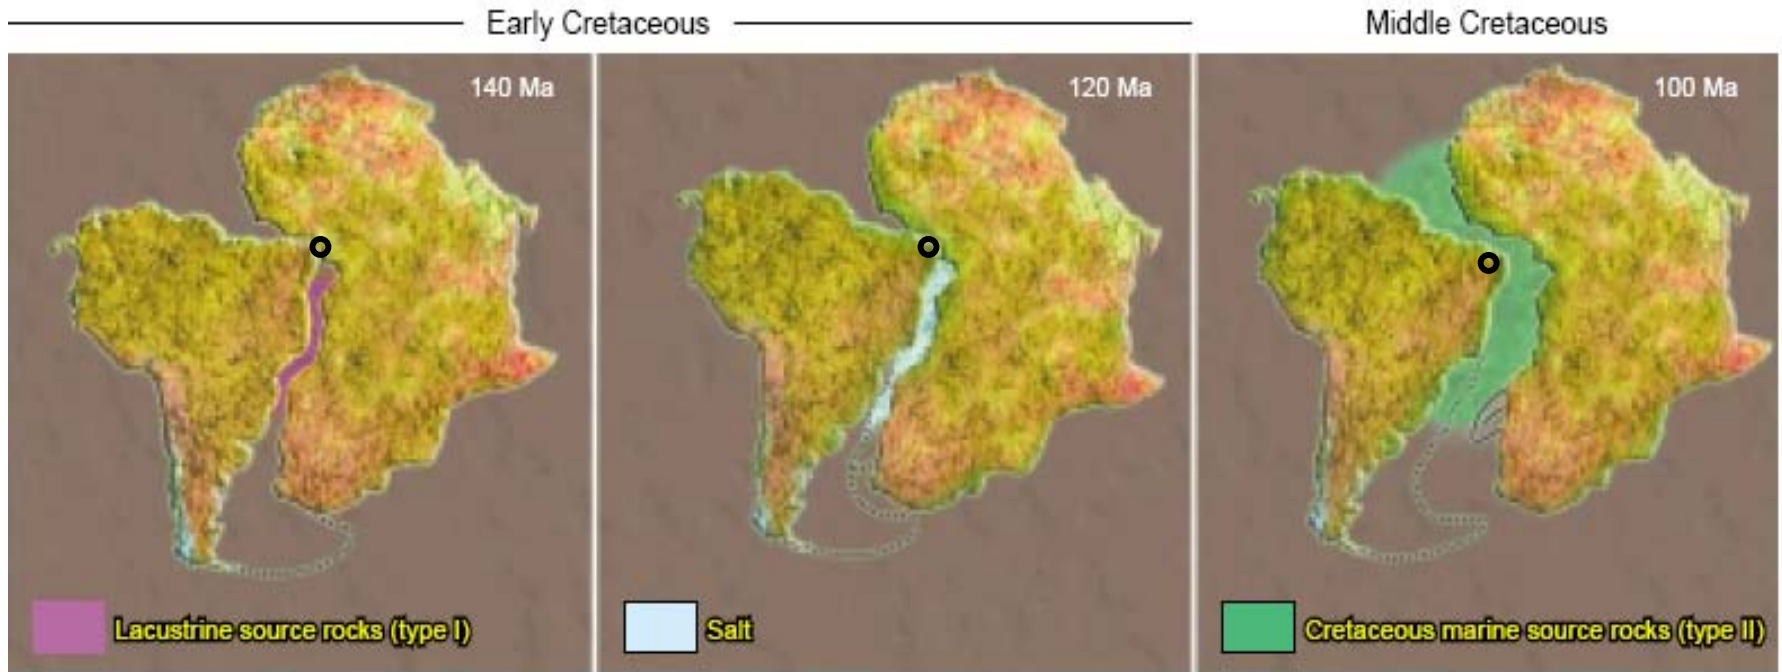 Early Cretaceous
Middle Cretaceous
140 Ma
120 Ma
100 Ma
Lacustrine source rocks (type I)
Salt
Cretaceous marine source rocks (type II)